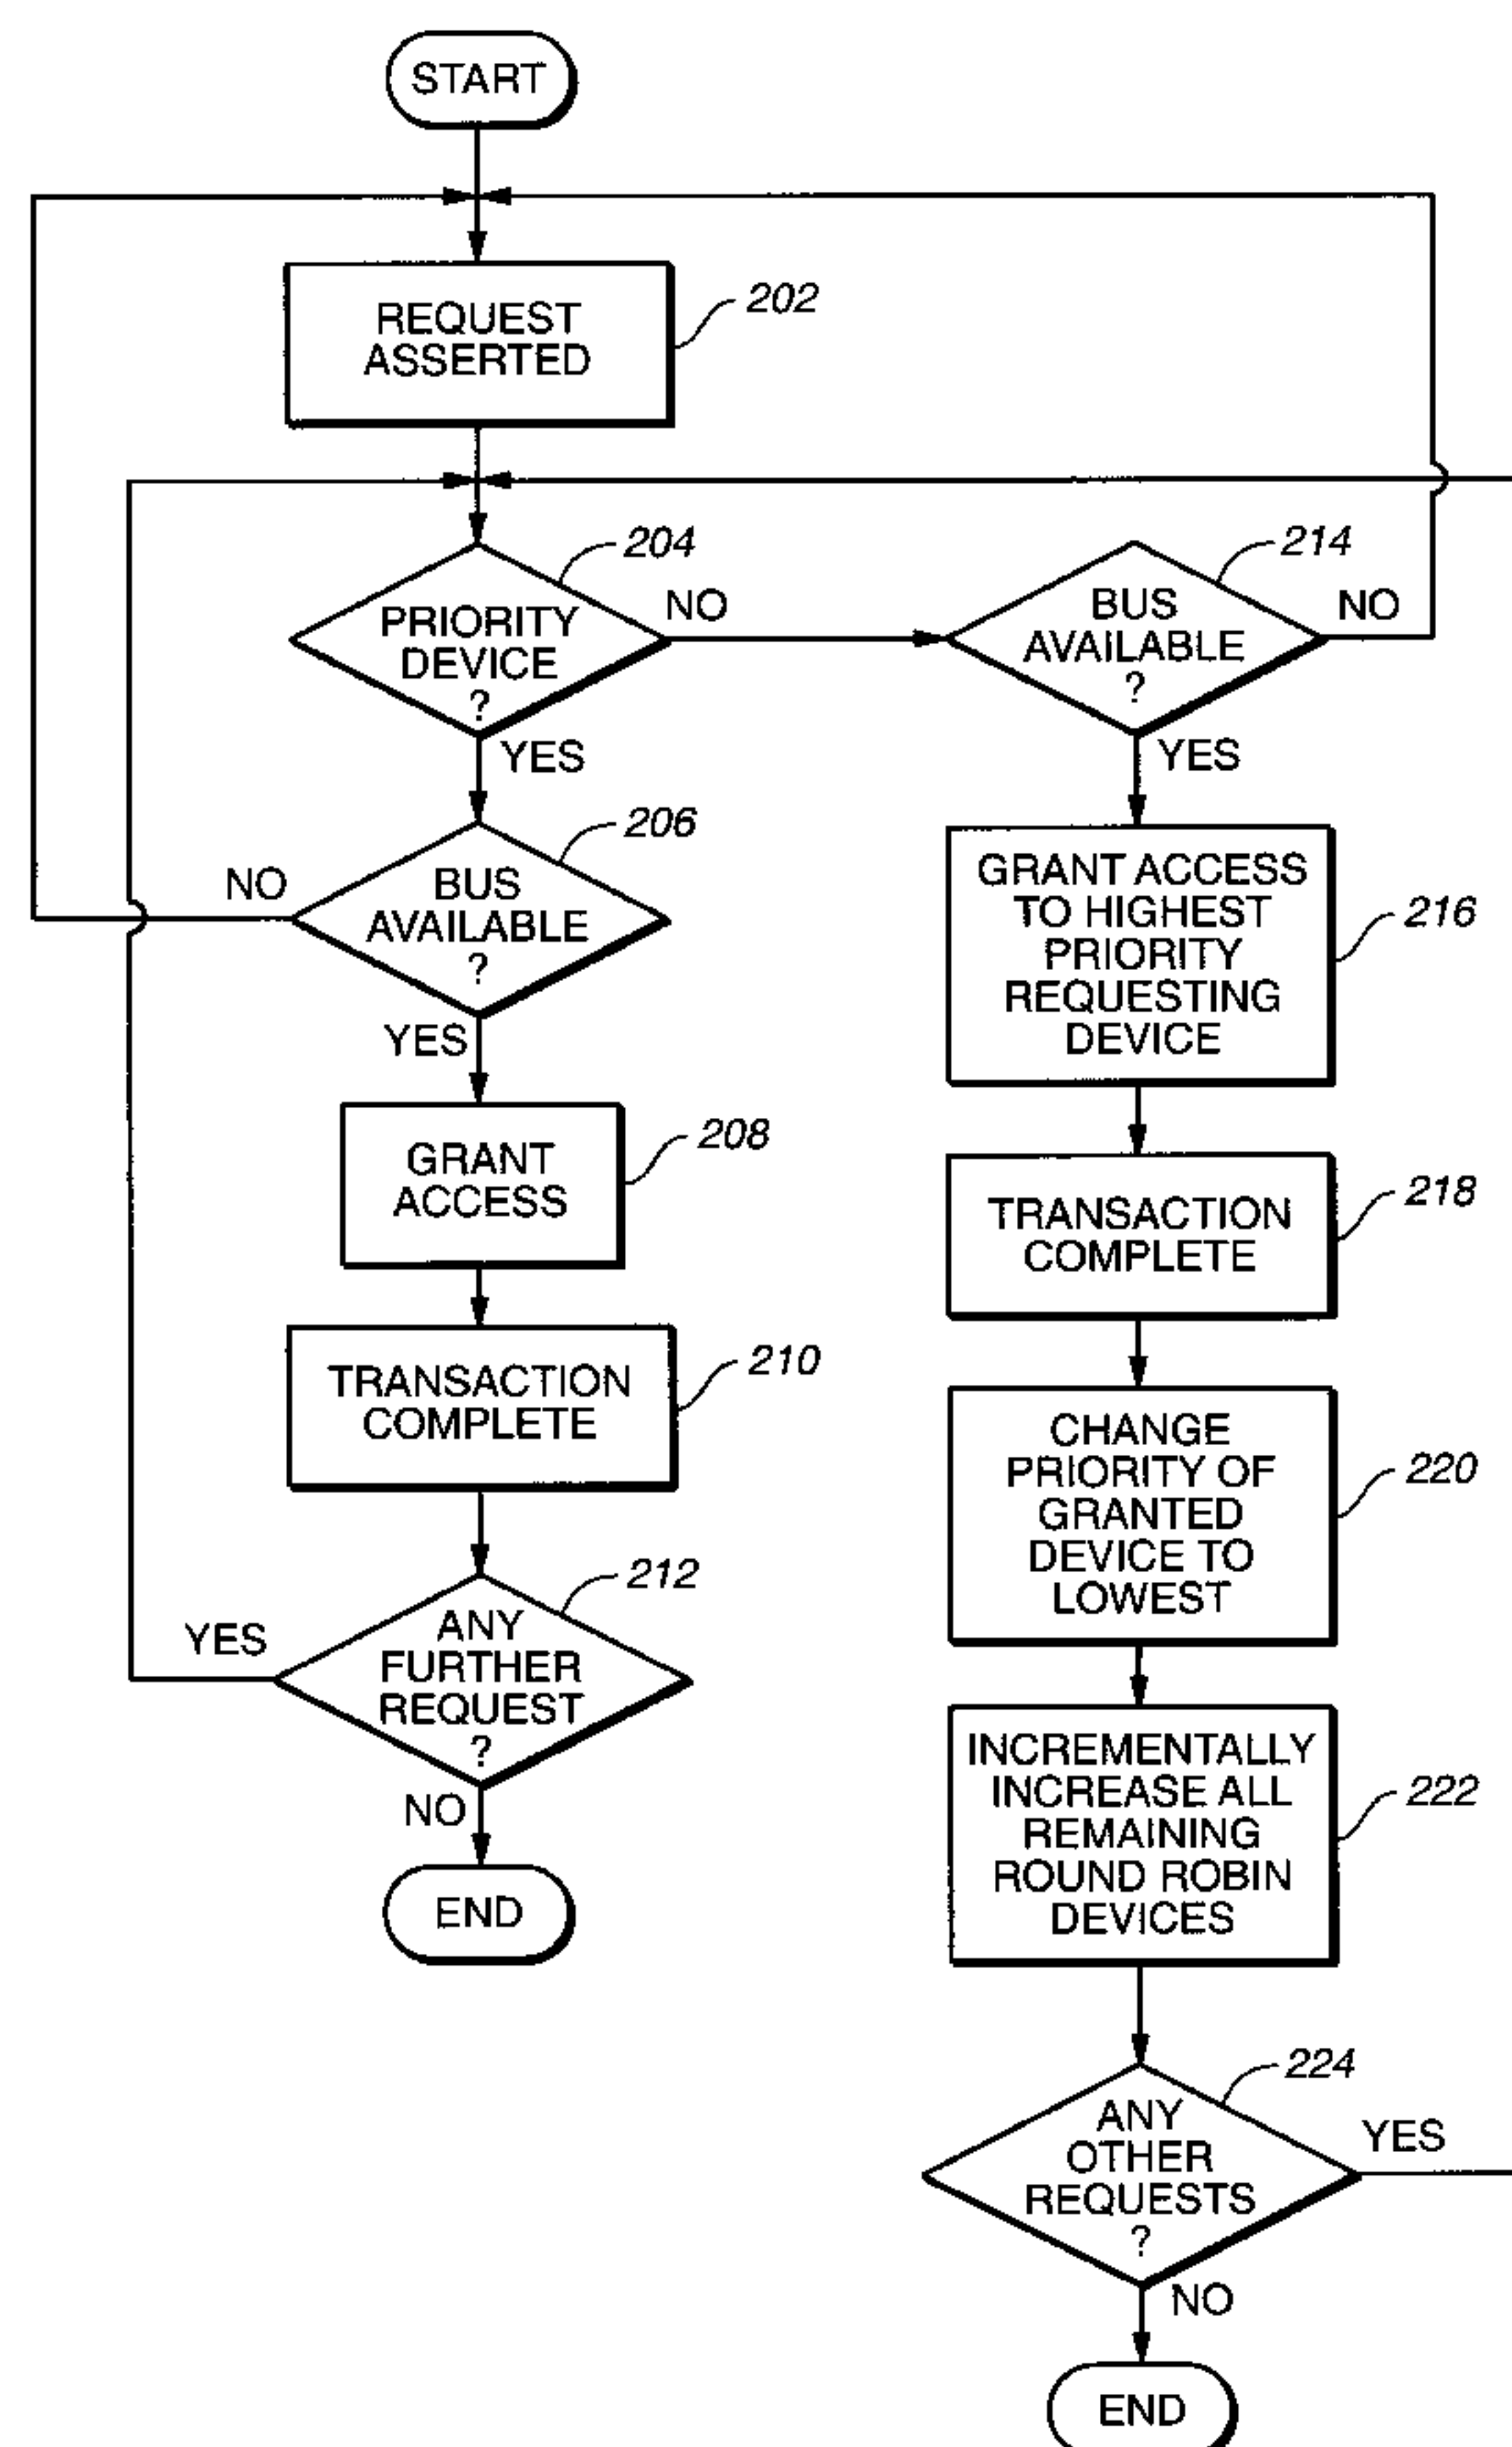 START
REQUEST
ASSERTED
202
PRIORITY
DEVICE
?
204
NO
YES
BUS
AVAILABLE
?
206
NO
YES
GRANT
ACCESS
208
TRANSACTION
COMPLETE
210
ANY
FURTHER
REQUEST
?
212
YES
NO
END
BUS
AVAILABLE
?
214
NO
YES
GRANT ACCESS
TO HIGHEST
PRIORITY
REQUESTING
DEVICE
216
TRANSACTION
COMPLETE
218
CHANGE
PRIORITY OF
GRANTED
DEVICE TO
LOWEST
220
INCREMENTALLY
INCREASE ALL
REMAINING
ROUND ROBIN
DEVICES
222
ANY
OTHER
REQUESTS
?
224
YES
NO
END